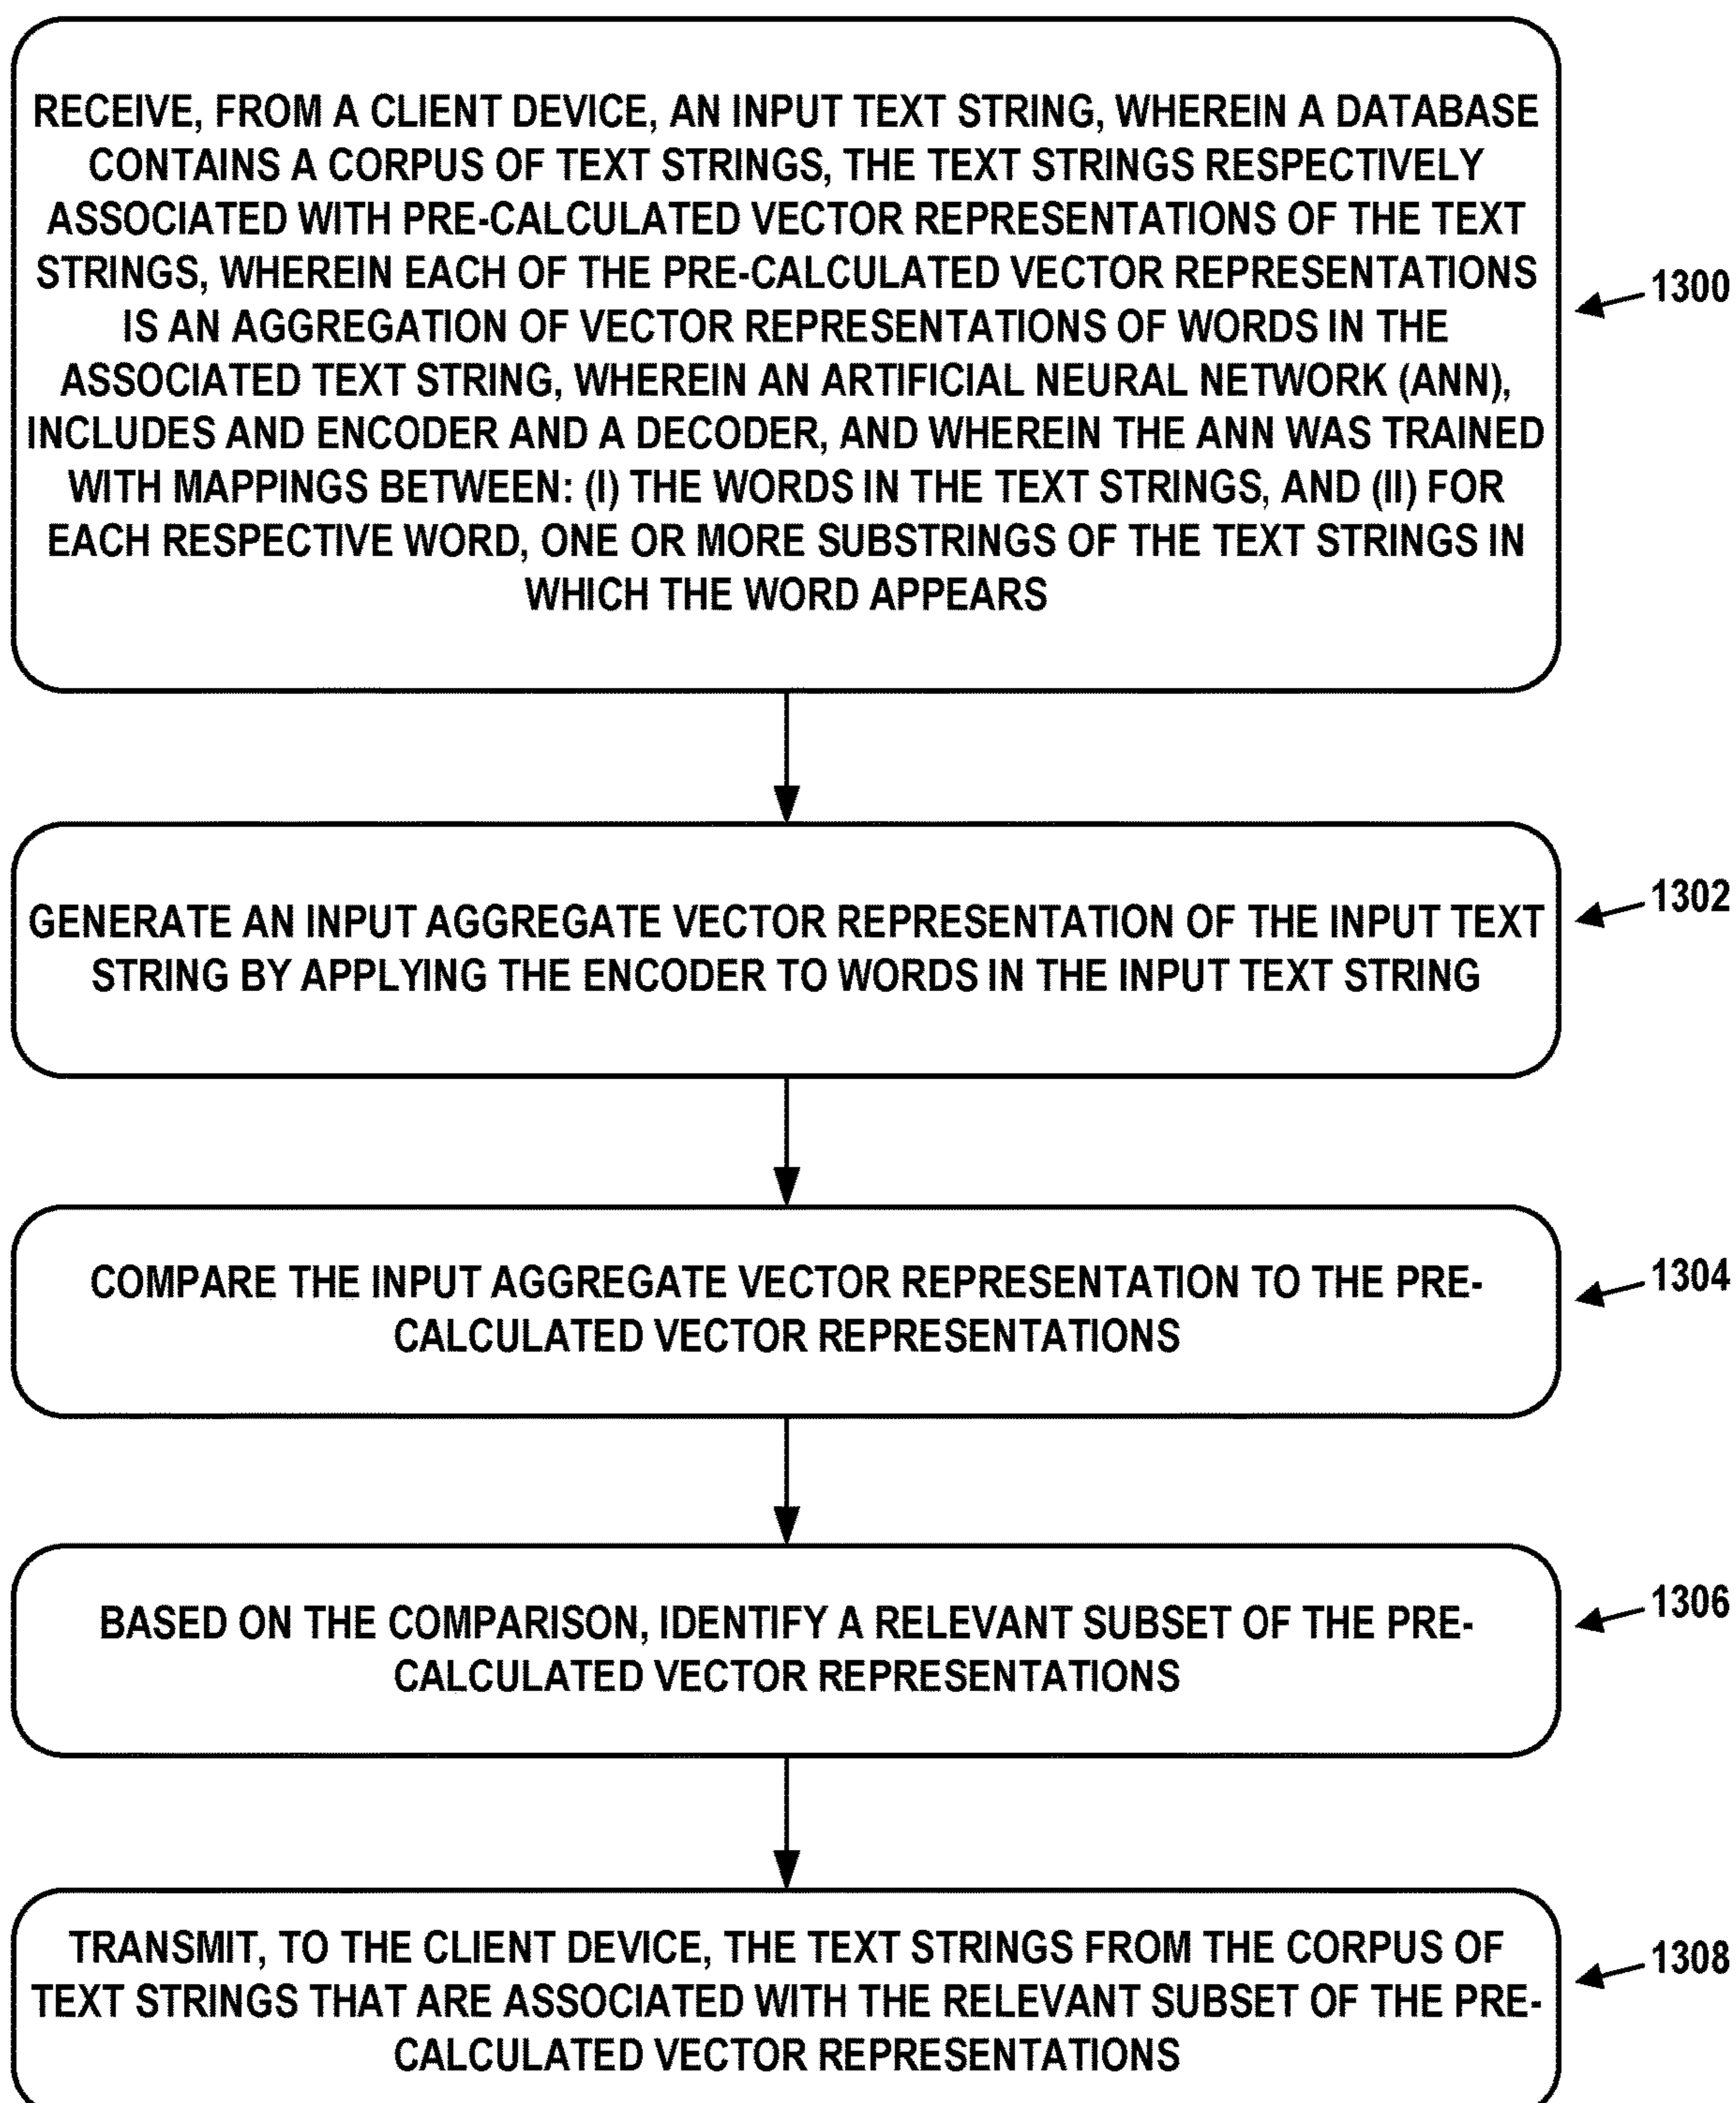 RECEIVE, FROM A CLIENT DEVICE, AN INPUT TEXT STRING, WHEREIN A DATABASE
CONTAINS A CORPUS OF TEXT STRINGS, THE TEXT STRINGS RESPECTIVELY
ASSOCIATED WITH PRE-CALCULATED VECTOR REPRESENTATIONS OF THE TEXT
STRINGS, WHEREIN EACH OF THE PRE-CALCULATED VECTOR REPRESENTATIONS
IS AN AGGREGATION OF VECTOR REPRESENTATIONS OF WORDS IN THE
ASSOCIATED TEXT STRING, WHEREIN AN ARTIFICIAL NEURAL NETWORK (ANN),
INCLUDES AND ENCODER AND A DECODER, AND WHEREIN THE ANN WAS TRAINED
WITH MAPPINGS BETWEEN: (I) THE WORDS IN THE TEXT STRINGS, AND (II) FOR
EACH RESPECTIVE WORD, ONE OR MORE SUBSTRINGS OF THE TEXT STRINGS IN
WHICH THE WORD APPEARS
1300
GENERATE AN INPUT AGGREGATE VECTOR REPRESENTATION OF THE INPUT TEXT
STRING BY APPLYING THE ENCODER TO WORDS IN THE INPUT TEXT STRING
1302
COMPARE THE INPUT AGGREGATE VECTOR REPRESENTATION TO THE PRE-
CALCULATED VECTOR REPRESENTATIONS
1304
BASED ON THE COMPARISON, IDENTIFY A RELEVANT SUBSET OF THE PRE-
CALCULATED VECTOR REPRESENTATIONS
1306
TRANSMIT, TO THE CLIENT DEVICE, THE TEXT STRINGS FROM THE CORPUS OF
TEXT STRINGS THAT ARE ASSOCIATED WITH THE RELEVANT SUBSET OF THE PRE-
CALCULATED VECTOR REPRESENTATIONS
1308